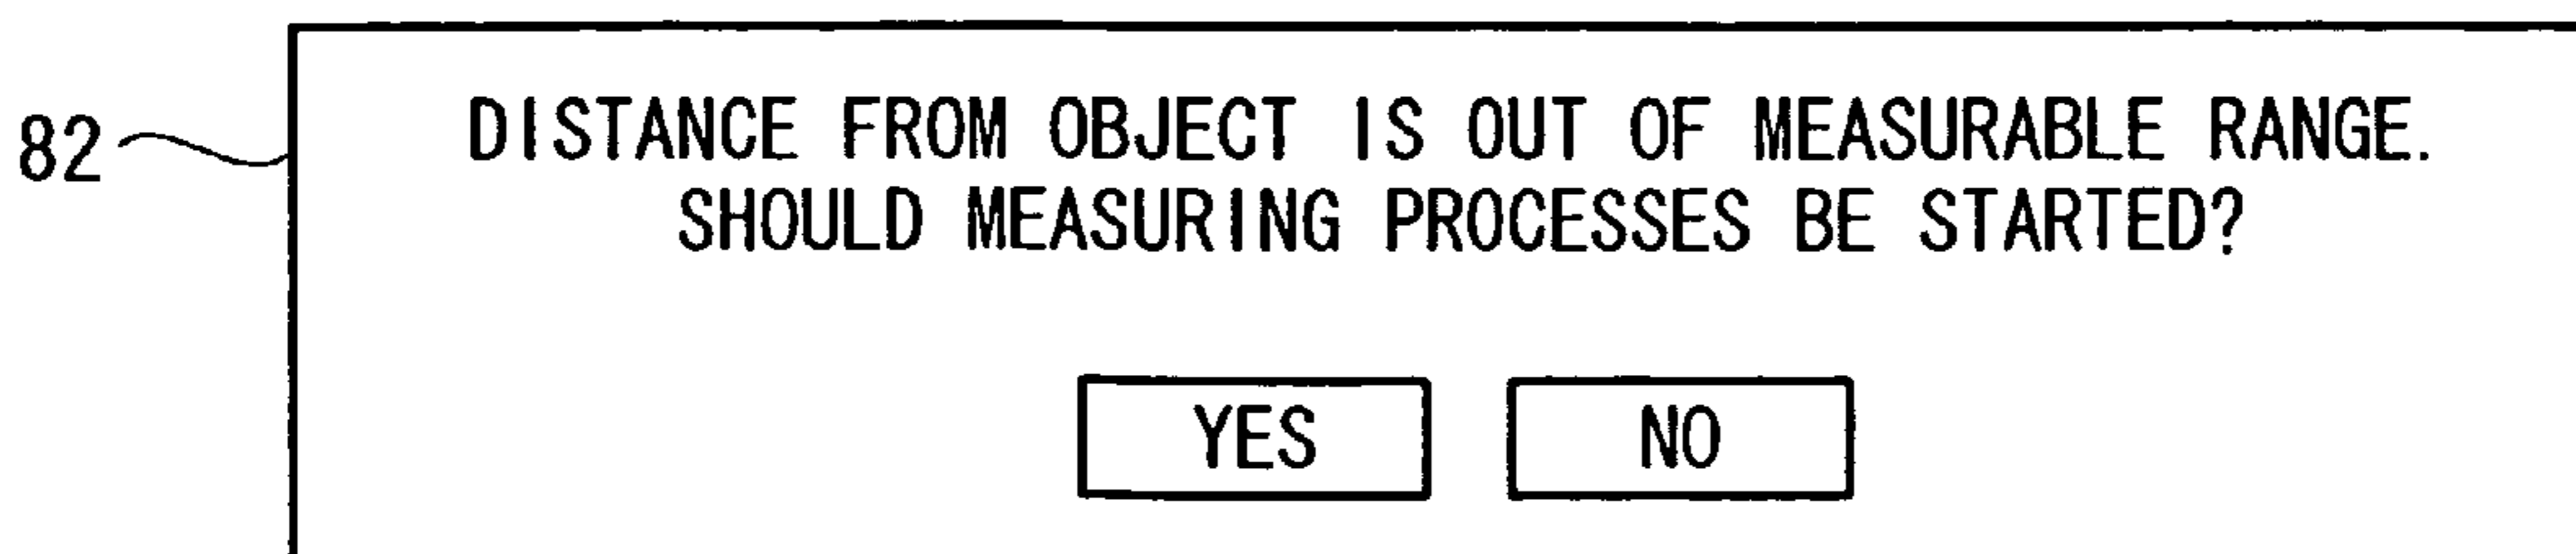 82
DISTANCE FROM OBJECT IS OUT OF MEASURABLE RANGE.
SHOULD MEASURING PROCESSES BE STARTED?
YES NO